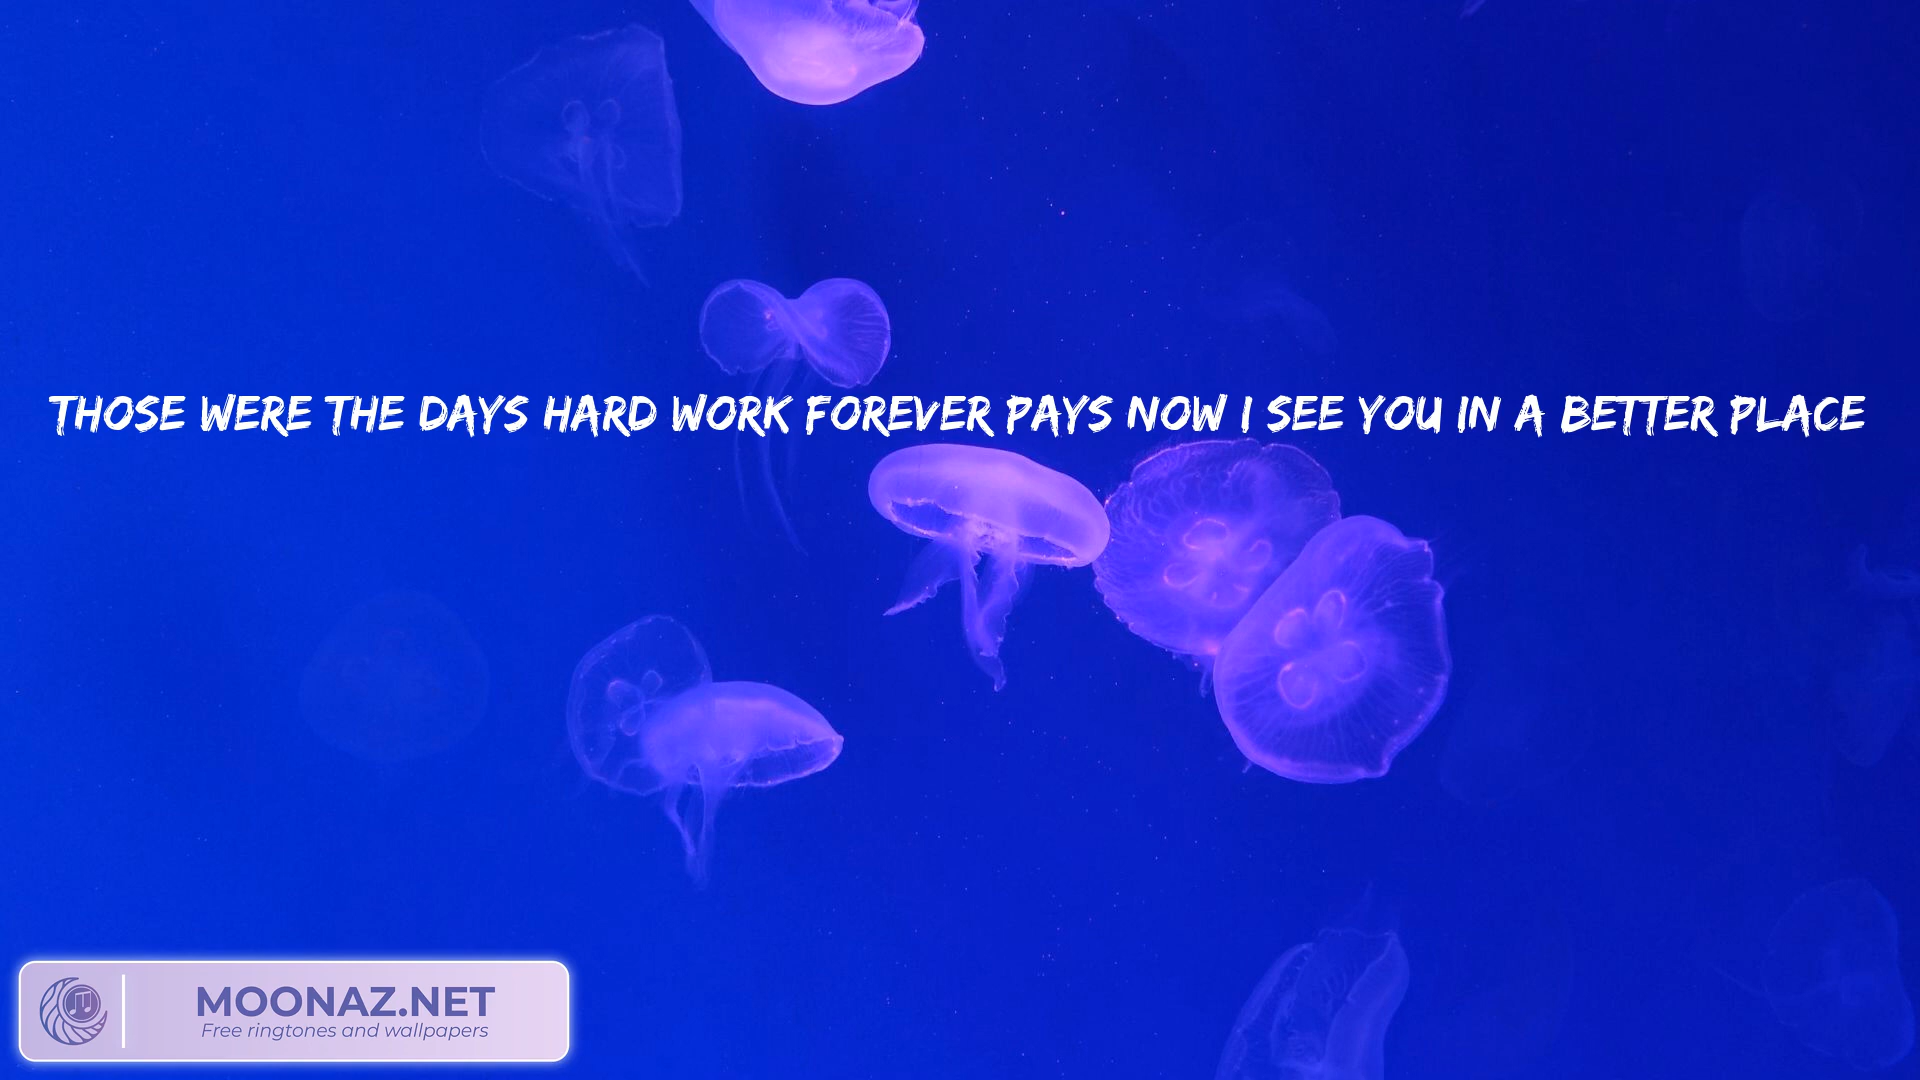 THOSE WERE THE DAYS HARD WORK FOREVER PAYS NOW I SEE YOU IN A BETTER PLACE
MOONAZ.NET
Free ringtones and wallpapers